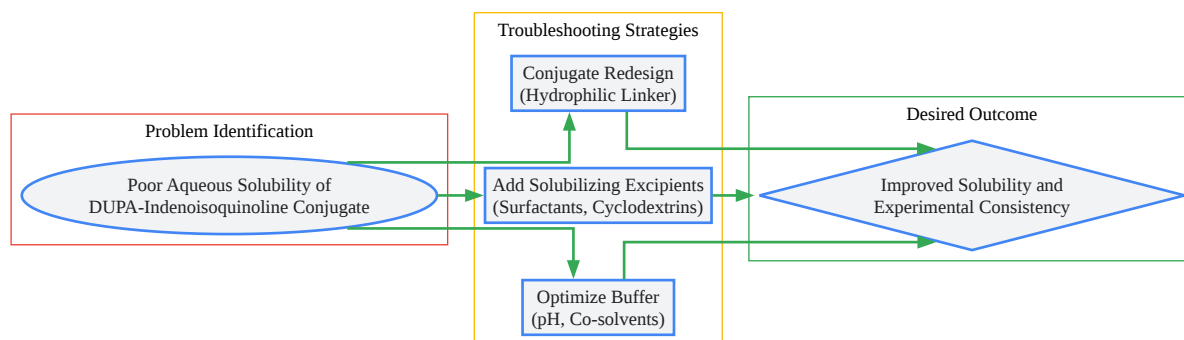 Problem Identification
Poor Aqueous Solubility of
DUPA-Indenoisoquinoline Conjugate
Troubleshooting Strategies
Conjugate Redesign
(Hydrophilic Linker)
Add Solubilizing Excipients
(Surfactants, Cyclodextrins)
Optimize Buffer
(pH, Co-solvents)
Desired Outcome
Improved Solubility and
Experimental Consistency